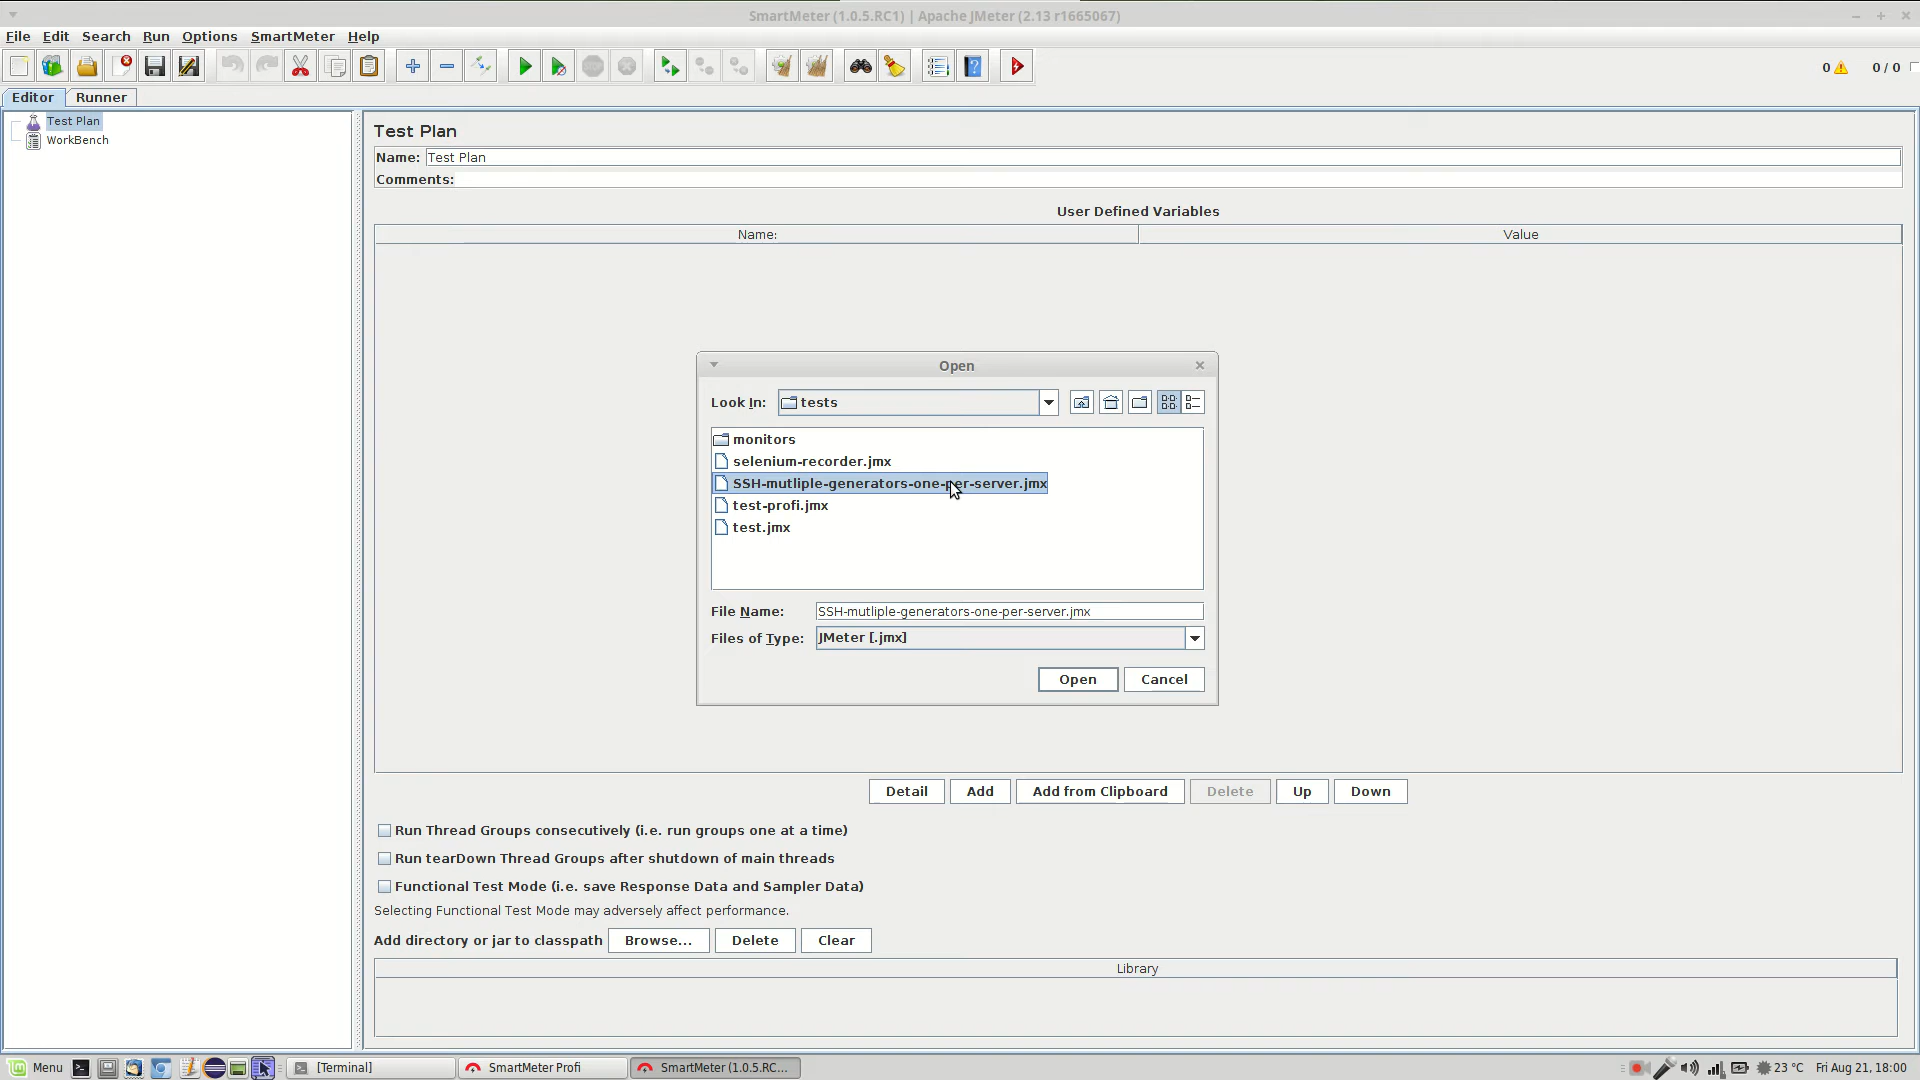 SmartMeter (1.0.5.RC1) | Apache JMeter (2.13 r1665067)
File Edit Search Run Options SmartMeter Help
0 0 / 0
Editor Runner
Test Plan
WorkBench
Test Plan
Name: Test Plan
Comments:
User Defined Variables
Name: Value
Open
Look In: tests
monitors
selenium-recorder.jmx
SSH-mutliple-generators-one-per-server.jmx
test-profi.jmx
test.jmx
File Name: SSH-mutliple-generators-one-per-server.jmx
Files of Type: JMeter [.jmx]
Open Cancel
Detail Add Add from Clipboard Delete Up Down
Run Thread Groups consecutively (i.e. run groups one at a time)
Run tearDown Thread Groups after shutdown of main threads
Functional Test Mode (i.e. save Response Data and Sampler Data)
Selecting Functional Test Mode may adversely affect performance.
Add directory or jar to classpath Browse... Delete Clear
Library
Menu [Terminal] SmartMeter Profi SmartMeter (1.0.5.RC... 23 °C Fri Aug 21, 18:00